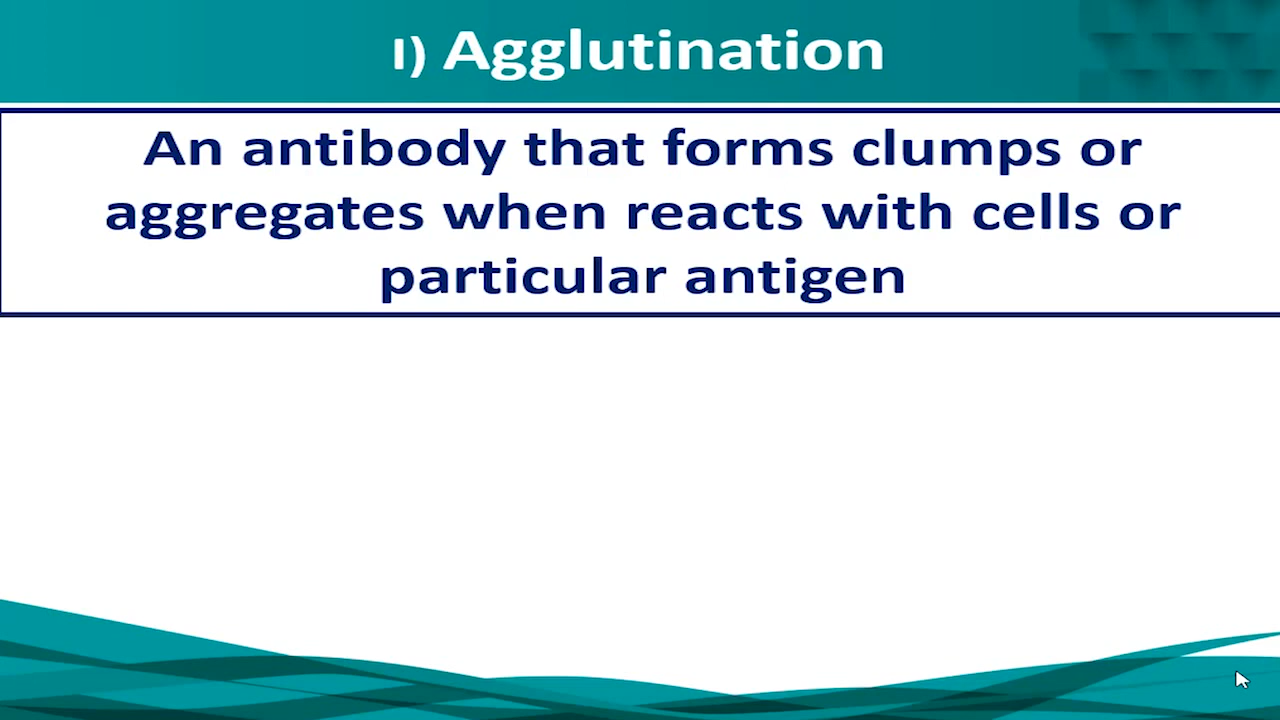 I) Agglutination
An antibody that forms clumps or
aggregates when reacts with cells or
particular antigen